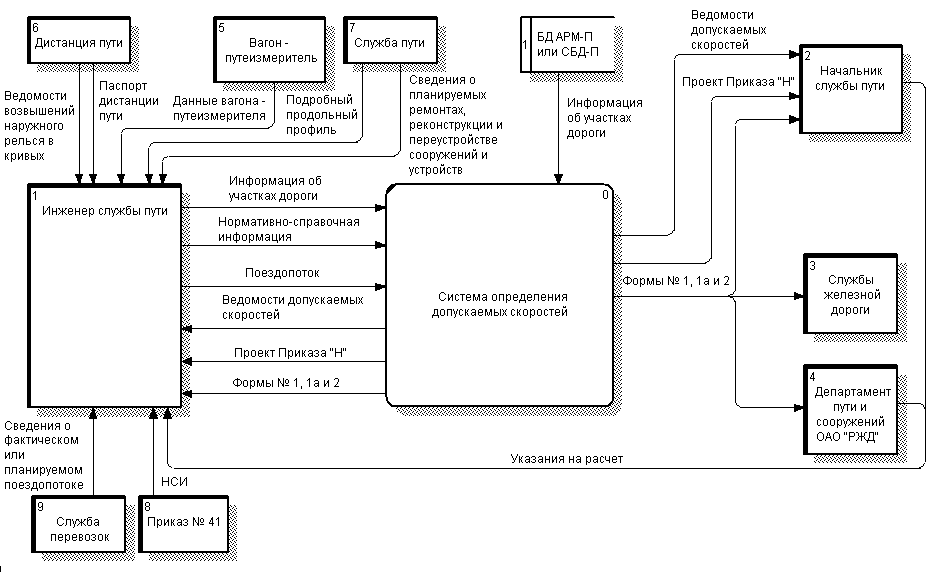 6
Дистанция пути
5
Вагон -
путеизмеритель
7
Служба пути
1
БД АРМ-П
или СБД-П
Ведомости
допускаемых
скоростей
2
Начальник
службы пути
Проект Приказа "Н"
Ведомости
возвышений
наружного
рельса в
кривых
Паспорт
дистанции
пути
Данные вагона -
путеизмерителя
Подробный
продольный
профиль
Сведения о
планируемых
ремонтах,
реконструкции и
переустройстве
сооружений и
устройств
Информация
об участках
дороги
1
Инженер службы пути
Информация об
участках дороги
Нормативно-справочная
информация
Поездопоток
Ведомости допускаемых
скоростей
Проект Приказа "Н"
Формы № 1, 1а и 2
0
Система определения
допускаемых скоростей
Формы № 1, 1а и 2
3
Службы
железной
дороги
4
Департамент
пути и
сооружений
ОАО "РЖД"
Указания на расчет
Сведения о
фактическом
или
планируемом
поездопотоке
НСИ
9
Служба
перевозок
8
Приказ № 41